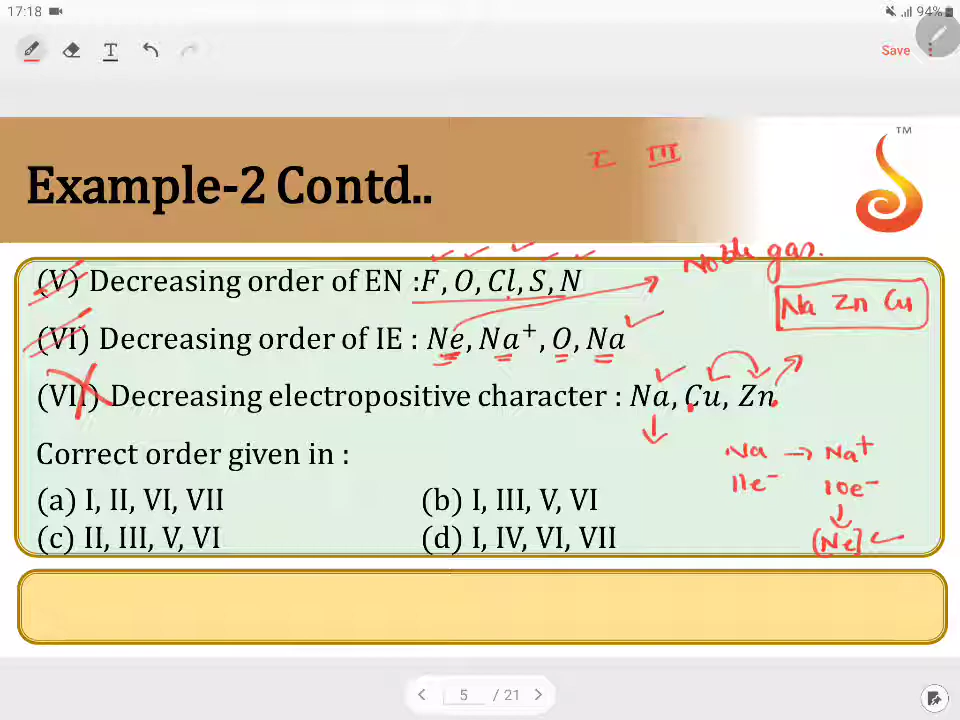 17:18 94%
T Save
TM
I III
Example-2 Contd..
Noble gas.
(V) Decreasing order of EN : F, O, Cl, S, N
Na Zn Cu
(VI) Decreasing order of IE : Ne, Na⁺, O, Na
(VII) Decreasing electropositive character : Na, Cu, Zn
Na → Na⁺
Correct order given in :
11e⁻ 10e⁻
(a) I, II, VI, VII (b) I, III, V, VI
(c) II, III, V, VI (d) I, IV, VI, VII
[Ne]
5 / 21